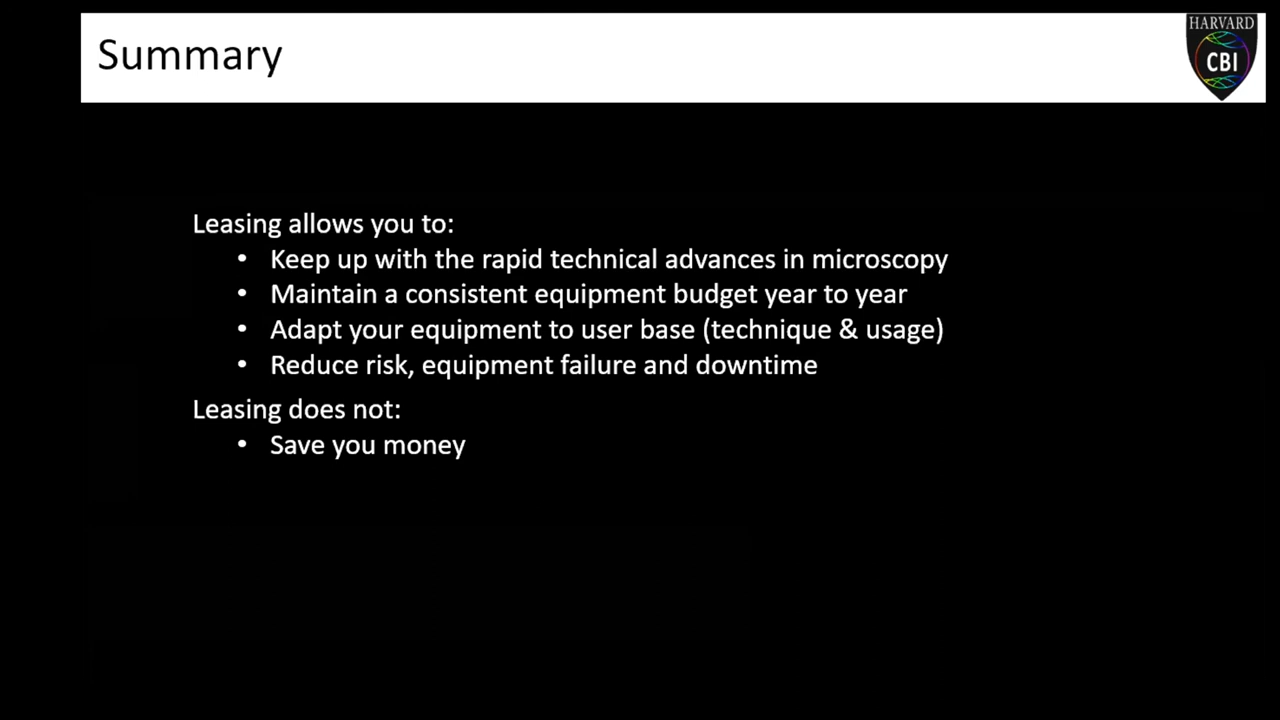 Summary
HARVARD
CBI
Leasing allows you to:
• Keep up with the rapid technical advances in microscopy
• Maintain a consistent equipment budget year to year
• Adapt your equipment to user base (technique & usage)
• Reduce risk, equipment failure and downtime
Leasing does not:
• Save you money